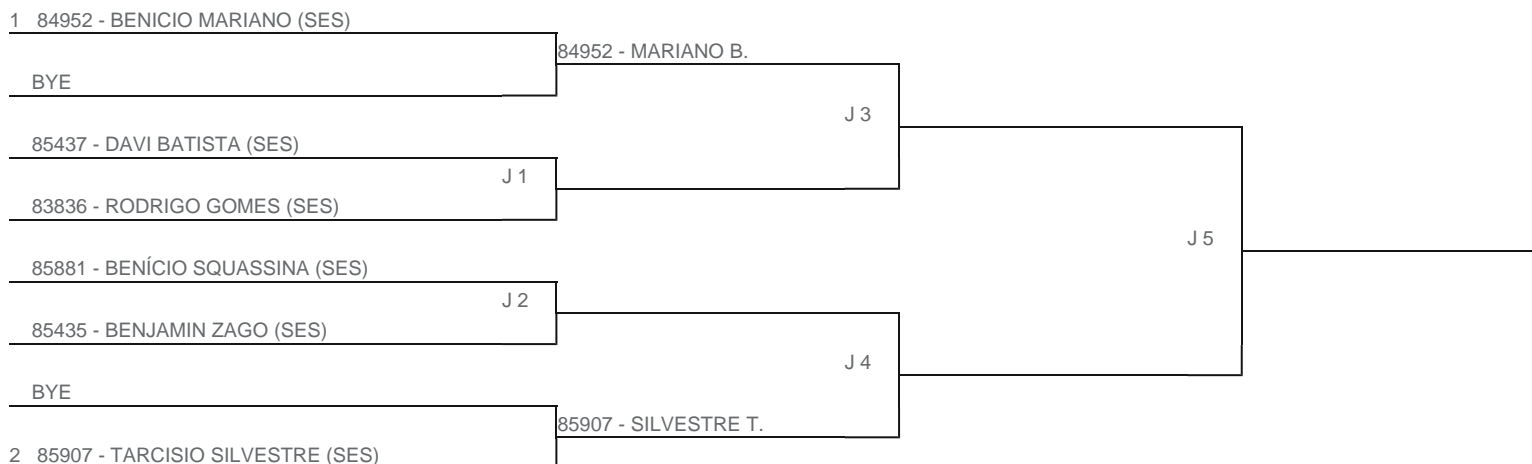 1 84952 - BENICIO MARIANO (SES)
84952 - MARIANO B.
BYE
J 3
85437 - DAVI BATISTA (SES)
J 1
83836 - RODRIGO GOMES (SES)
J 5
85881 - BENÍCIO SQUASSINA (SES)
J 2
85435 - BENJAMIN ZAGO (SES)
J 4
BYE
85907 - SILVESTRE T.
2 85907 - TARCISIO SILVESTRE (SES)